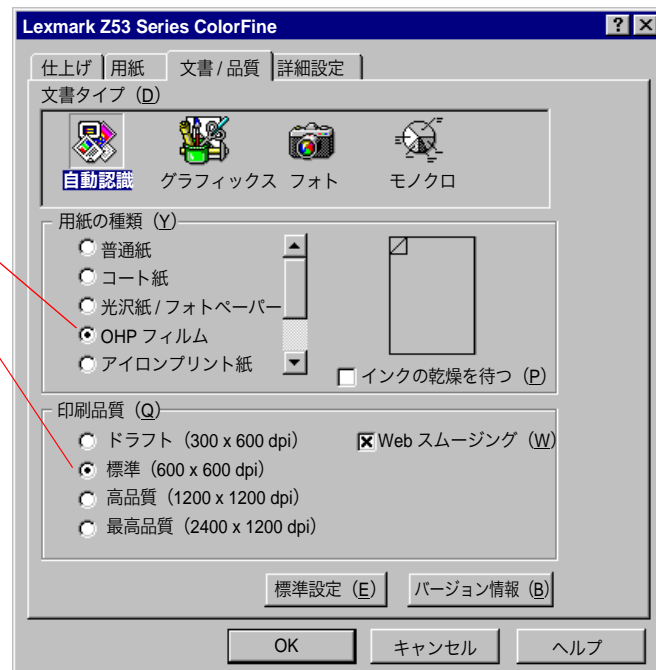 Lexmark Z53 Series ColorFine
仕上げ 用紙 文書 / 品質 詳細設定
文書タイプ（D）
自動認識 グラフィックス フォト モノクロ
用紙の種類（Y）
普通紙
コート紙
光沢紙 / フォトペーパー
OHP フィルム
アイロンプリント紙
インクの乾燥を待つ（P）
印刷品質（Q）
ドラフト（300 x 600 dpi） Web スムージング（W）
標準（600 x 600 dpi）
高品質（1200 x 1200 dpi）
最高品質（2400 x 1200 dpi）
標準設定（E） バージョン情報（B）
OK キャンセル ヘルプ